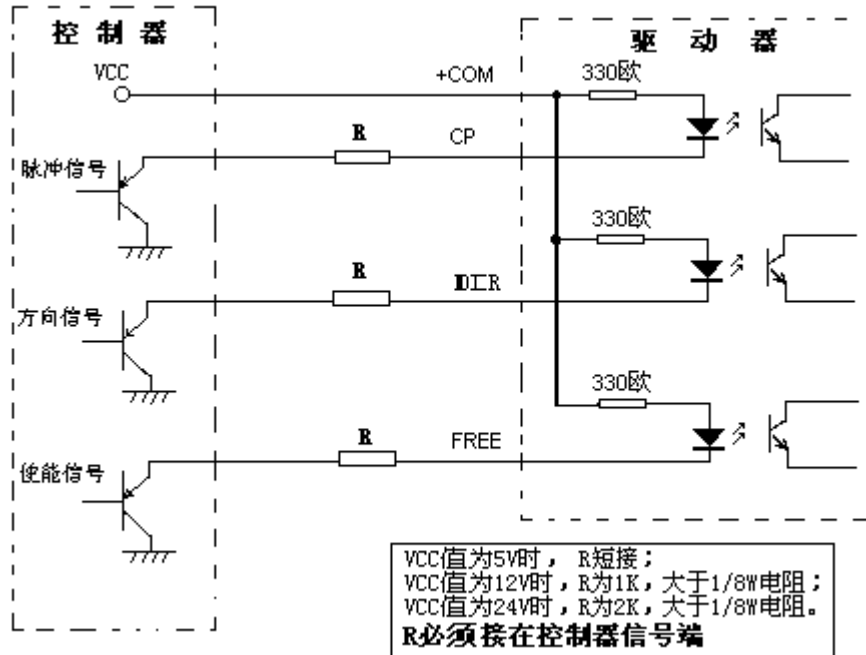 控制器
驱动器
VCC
+COM
330欧
R
CP
脉冲信号
330欧
R
DIR
方向信号
330欧
R
FREE
使能信号
VCC值为5V时，R短接；
VCC值为12V时，R为1K，大于1/8W电阻；
VCC值为24V时，R为2K，大于1/8W电阻。
R必须接在控制器信号端